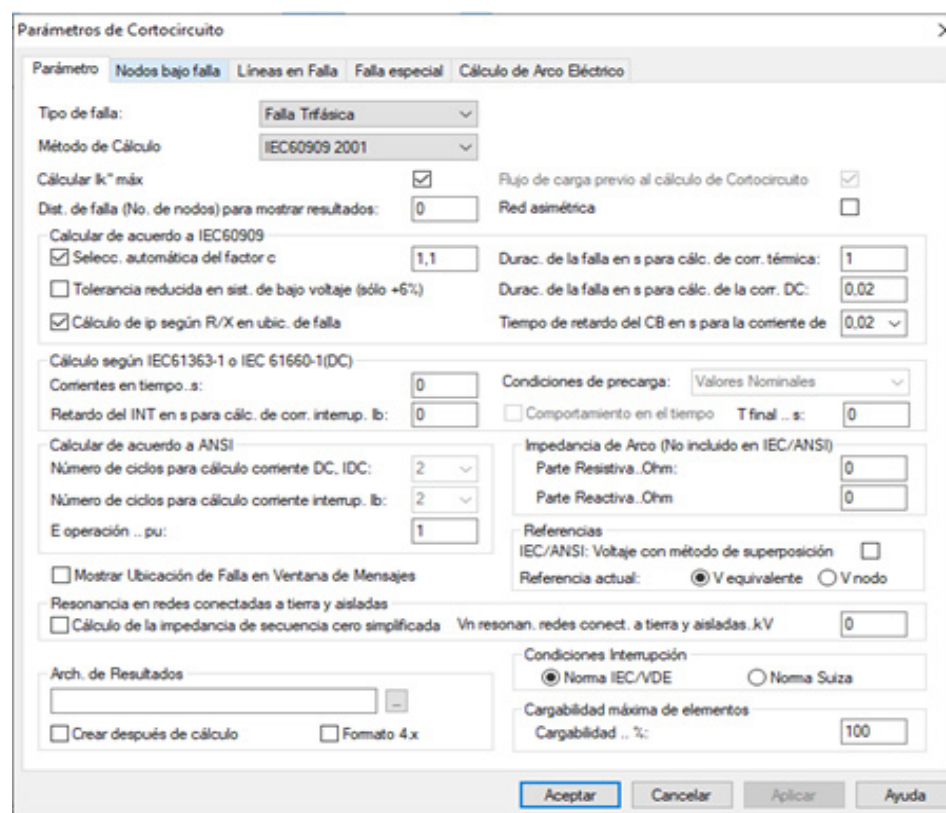 Parámetros de Cortocircuito
Parámetro Nodos bajo falla Líneas en Falla Falla especial Cálculo de Arco Eléctrico
Tipo de falla: Falla Trifásica
Método de Cálculo IEC60909 2001
Cálcular Ik" máx Flujo de carga previo al cálculo de Cortocircuito
Dist. de falla (No. de nodos) para mostrar resultados: 0 Red asimétrica
Calcular de acuerdo a IEC60909
Selecc. automática del factor c 1,1 Durac. de la falla en s para cálc. de corr. térmica: 1
Tolerancia reducida en sist. de bajo voltaje (sólo +6%) Durac. de la falla en s para cálc. de la corr. DC: 0,02
Cálculo de ip según R/X en ubic. de falla Tiempo de retardo del CB en s para la corriente de 0,02
Cálculo según IEC61363-1 o IEC 61660-1(DC)
Corrientes en tiempo..s: 0 Condiciones de precarga: Valores Nominales
Retardo del INT en s para cálc. de corr. interrup. Ib: 0 Comportamiento en el tiempo T final .. s: 0
Calcular de acuerdo a ANSI Impedancia de Arco (No incluido en IEC/ANSI)
Número de ciclos para cálculo corriente DC, IDC: 2 Parte Resistiva..Ohm: 0
Número de ciclos para cálculo corriente interrup. Ib: 2 Parte Reactiva..Ohm 0
E operación .. pu: 1 Referencias
IEC/ANSI: Voltaje con método de superposición
Mostrar Ubicación de Falla en Ventana de Mensajes Referencia actual: V equivalente V nodo
Resonancia en redes conectadas a tierra y aisladas
Cálculo de la impedancia de secuencia cero simplificada Vn resonan. redes conect. a tierra y aisladas..kV 0
Condiciones Interrupción
Arch. de Resultados Norma IEC/VDE Norma Suiza
...
Cargabilidad máxima de elementos
Crear después de cálculo Formato 4.x Cargabilidad .. %: 100
Aceptar Cancelar Aplicar Ayuda